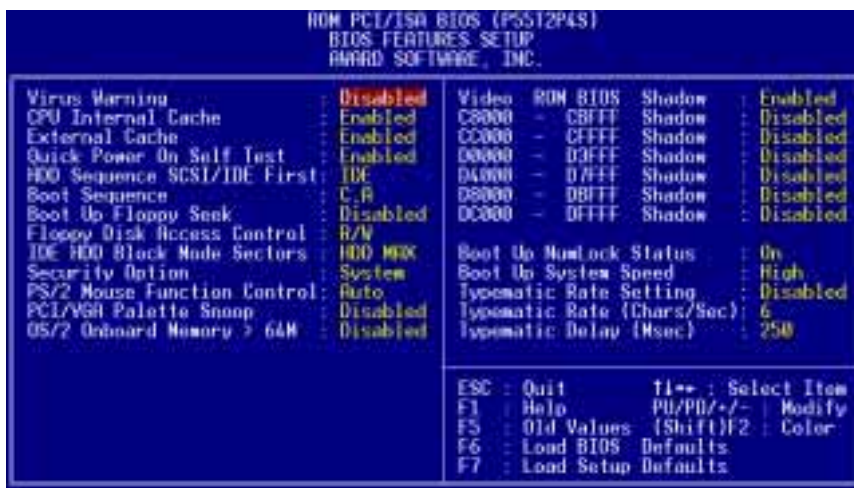 ROM PCI/ISA BIOS (P55T2P4S)
BIOS FEATURES SETUP
AWARD SOFTWARE, INC.
Virus Warning : Disabled
CPU Internal Cache : Enabled
External Cache : Enabled
Quick Power On Self Test : Enabled
HDD Sequence SCSI/IDE First: IDE
Boot Sequence : C,A
Boot Up Floppy Seek : Disabled
Floppy Disk Access Control : R/W
IDE HDD Block Mode Sectors : HDD MAX
Security Option : System
PS/2 Mouse Function Control: Auto
PCI/VGA Palette Snoop : Disabled
OS/2 Onboard Memory > 64M : Disabled
Video ROM BIOS Shadow : Enabled
C8000 - CBFFF Shadow : Disabled
CC000 - CFFFF Shadow : Disabled
D0000 - D3FFF Shadow : Disabled
D4000 - D7FFF Shadow : Disabled
D8000 - DBFFF Shadow : Disabled
DC000 - DFFFF Shadow : Disabled
Boot Up NumLock Status : On
Boot Up System Speed : High
Typematic Rate Setting : Disabled
Typematic Rate (Chars/Sec): 6
Typematic Delay (Msec) : 250
ESC : Quit ↑↓→← : Select Item
F1 : Help PU/PD/+/- : Modify
F5 : Old Values (Shift)F2 : Color
F6 : Load BIOS Defaults
F7 : Load Setup Defaults